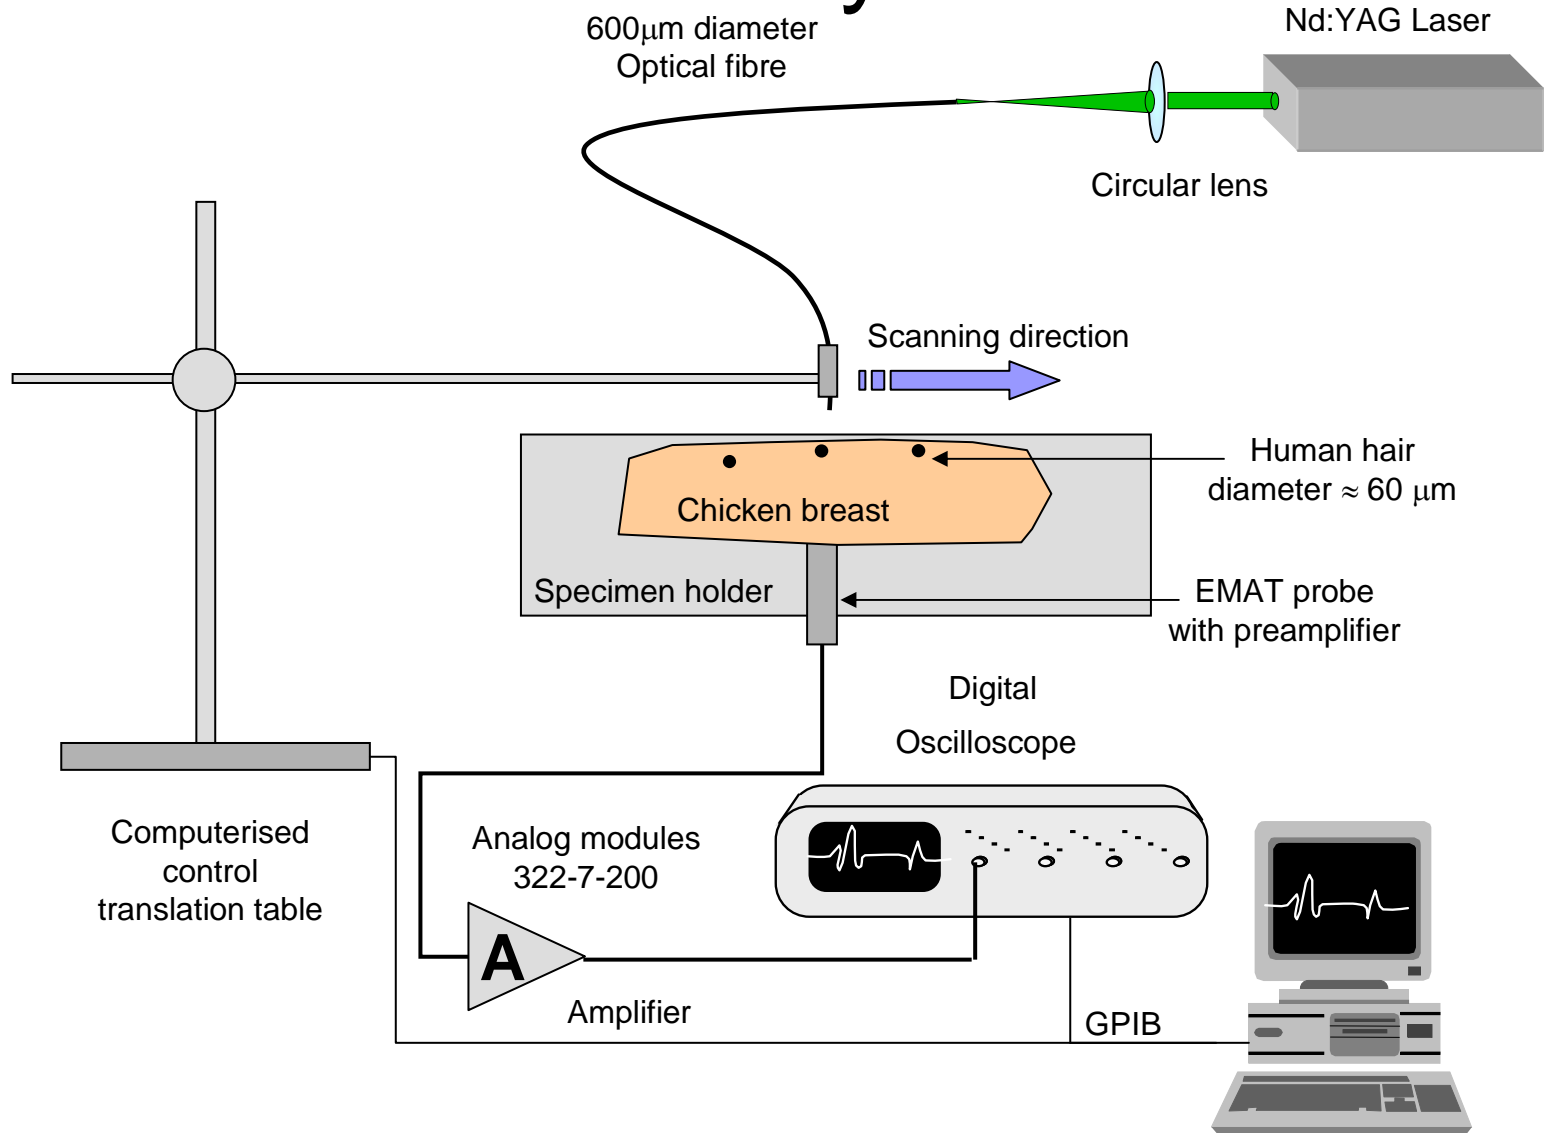 600μm diameter
Optical fibre
Nd:YAG Laser
Circular lens
Scanning direction
Human hair
diameter ≈ 60 μm
Chicken breast
Specimen holder
EMAT probe
with preamplifier
Digital
Oscilloscope
Computerised
control
translation table
Analog modules
322-7-200
A
Amplifier
GPIB